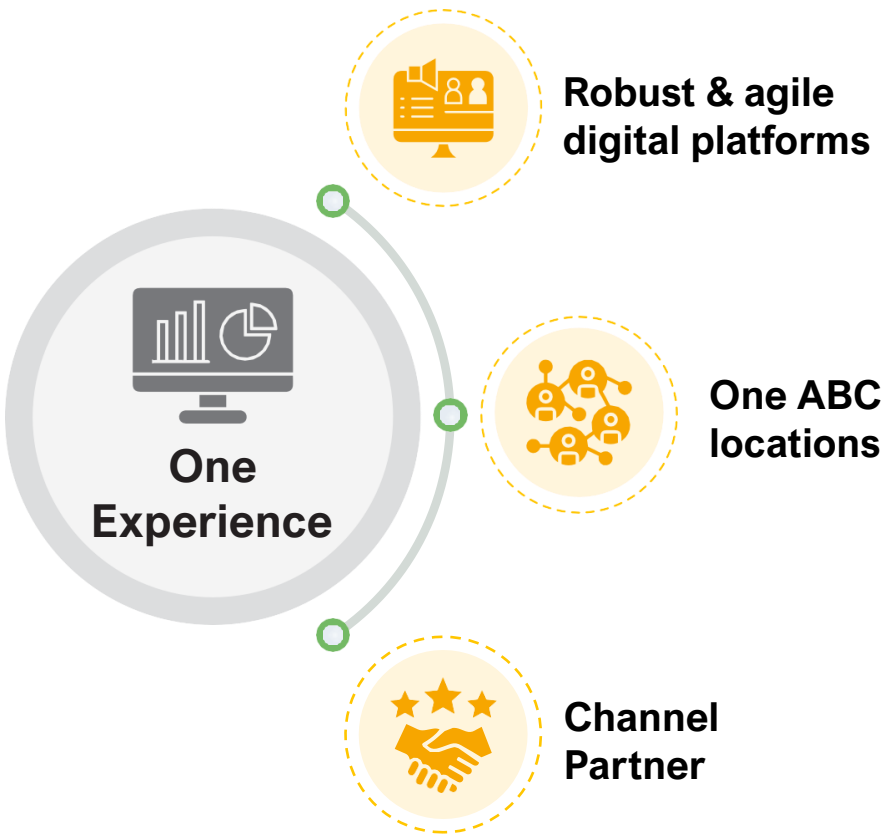 Robust & agile
digital platforms
One
Experience
One ABC
locations
Channel
Partner